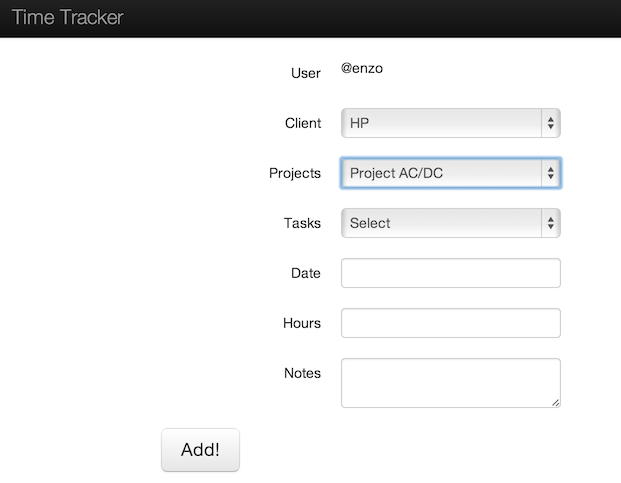 Time Tracker
User @enzo
Client HP
Projects Project AC/DC
Tasks Select
Date
Hours
Notes
Add!